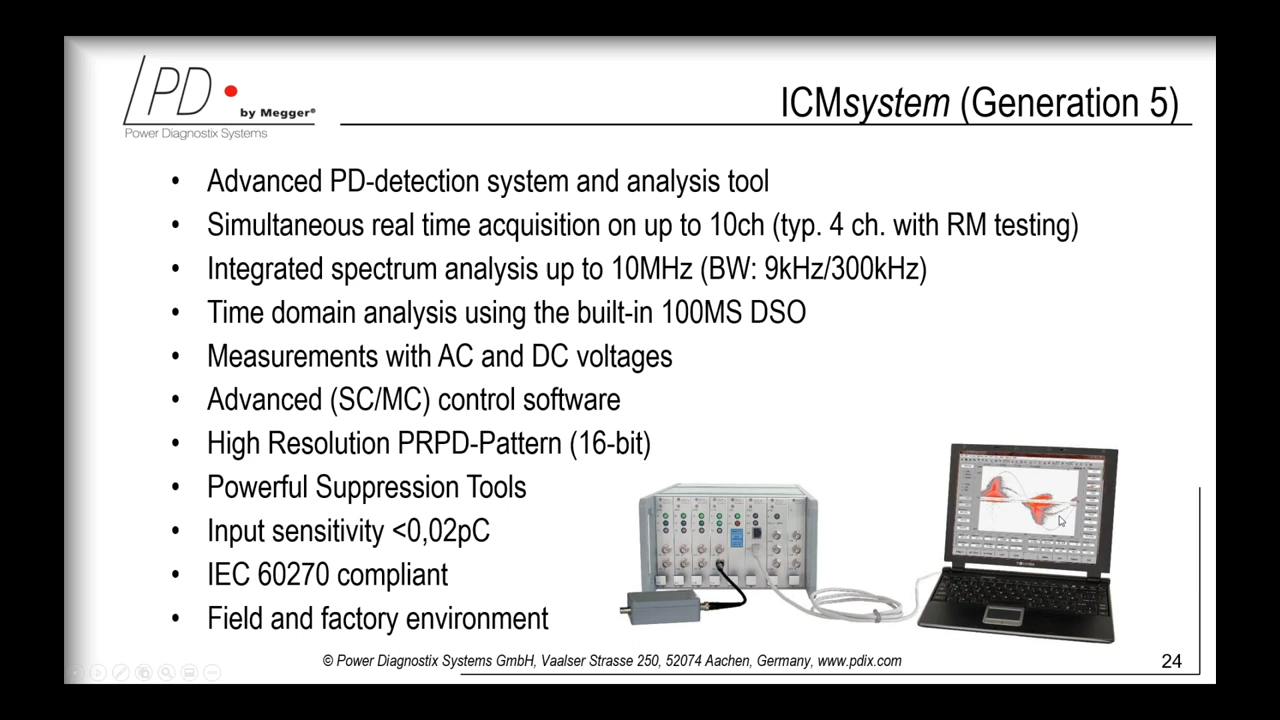 PD
by Megger®
Power Diagnostix Systems
ICMsystem (Generation 5)
• Advanced PD-detection system and analysis tool
• Simultaneous real time acquisition on up to 10ch (typ. 4 ch. with RM testing)
• Integrated spectrum analysis up to 10MHz (BW: 9kHz/300kHz)
• Time domain analysis using the built-in 100MS DSO
• Measurements with AC and DC voltages
• Advanced (SC/MC) control software
• High Resolution PRPD-Pattern (16-bit)
• Powerful Suppression Tools
• Input sensitivity <0,02pC
• IEC 60270 compliant
• Field and factory environment
TOSHIBA
© Power Diagnostix Systems GmbH, Vaalser Strasse 250, 52074 Aachen, Germany, www.pdix.com
24